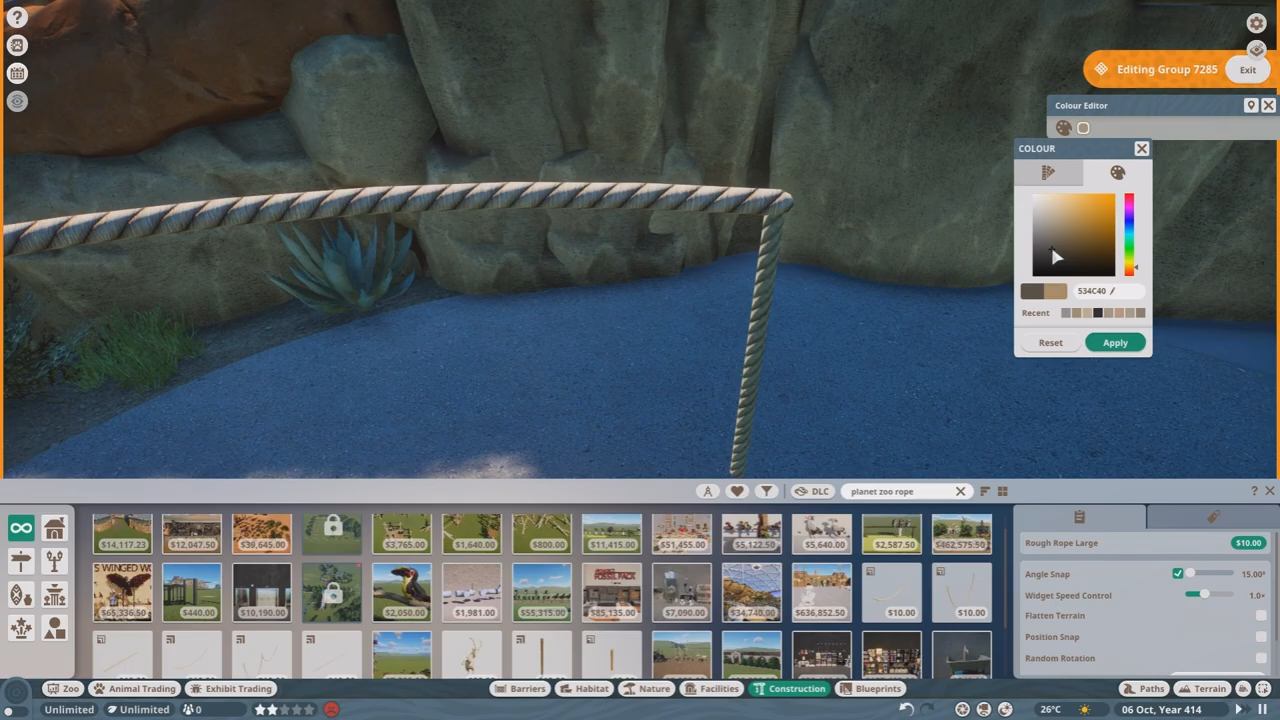 Editing Group 7285
Exit
Colour Editor
COLOUR
534C40
Recent
Reset
Apply
DLC
planet zoo rope
$14,117.23
$12,047.50
$39,645.00
$3,765.00
$1,640.00
$800.00
$11,415.00
$51,455.00
$5,122.50
$5,640.00
$2,587.50
$462,575.50
S WINGED WO
$65,336.50
$440.00
$10,190.00
$2,050.00
$1,981.00
$55,315.00
$85,135.00
$7,090.00
$34,740.00
$636,852.50
$10.00
$10.00
Rough Rope Large
$10.00
Angle Snap
15.00°
Widget Speed Control
1.0×
Flatten Terrain
Position Snap
Random Rotation
Zoo
Animal Trading
Exhibit Trading
Barriers
Habitat
Nature
Facilities
Construction
Blueprints
Paths
Terrain
Unlimited
Unlimited
0
26°C
06 Oct, Year 414